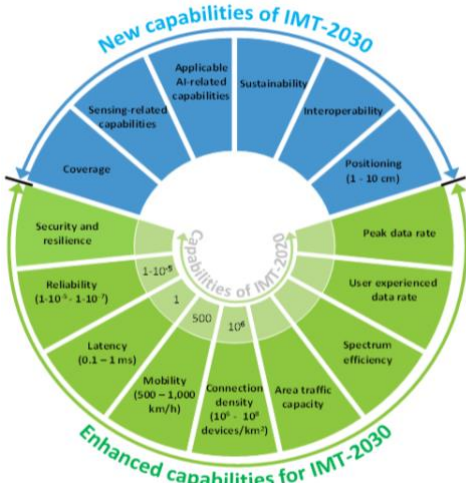 New capabilities of IMT-2030
Coverage
Sensing-related
capabilities
Applicable
AI-related
capabilities
Sustainability
Interoperability
Positioning
(1 - 10 cm)
Security and
resilience
Reliability
(1-10⁻⁵ - 1-10⁻⁷)
Latency
(0.1 – 1 ms)
Mobility
(500 – 1,000
km/h)
Connection
density
(10⁶ - 10⁸
devices/km²)
Area traffic
capacity
Spectrum
efficiency
User experienced
data rate
Peak data rate
Capabilities of IMT-2020
1-10⁻⁵
1
500
10⁶
Enhanced capabilities for IMT-2030